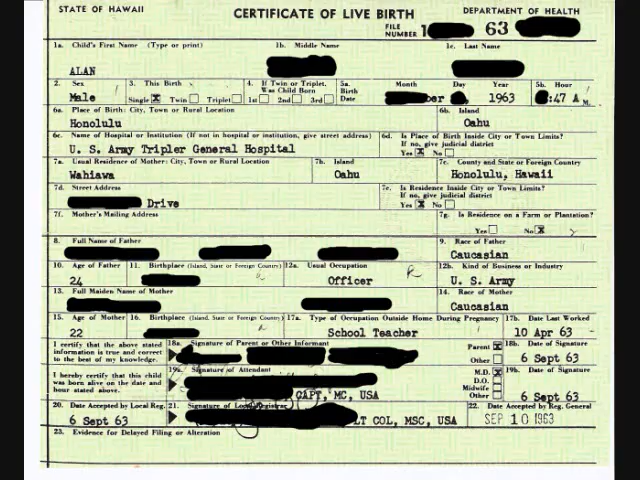 STATE OF HAWAII CERTIFICATE OF LIVE BIRTH DEPARTMENT OF HEALTH
FILE NUMBER 1 63
1a. Child's First Name (Type or print) 1b. Middle Name 1c. Last Name
ALAN
2. Sex 3. This Birth 4. If Twin or Triplet, Was Child Born 5a. Birth Date Month Day Year 5b. Hour
Male Single X Twin Triplet 1st 2nd 3rd ber 1963 :47 A M.
6a. Place of Birth: City, Town or Rural Location 6b. Island
Honolulu Oahu
6c. Name of Hospital or Institution (If not in hospital or institution, give street address) 6d. Is Place of Birth Inside City or Town Limits? If no, give judicial district
U. S. Army Tripler General Hospital Yes X No
7a. Usual Residence of Mother: City, Town or Rural Location 7b. Island 7c. County and State or Foreign Country
Wahiawa Oahu Honolulu, Hawaii
7d. Street Address 7e. Is Residence Inside City or Town Limits? If no, give judicial district
Drive Yes X No
7f. Mother's Mailing Address 7g. Is Residence on a Farm or Plantation?
Yes No X
8. Full Name of Father 9. Race of Father
Caucasian
10. Age of Father 11. Birthplace (Island, State or Foreign Country) 12a. Usual Occupation 12b. Kind of Business or Industry
24 Officer U. S. Army
13. Full Maiden Name of Mother 14. Race of Mother
Caucasian
15. Age of Mother 16. Birthplace (Island, State or Foreign Country) 17a. Type of Occupation Outside Home During Pregnancy 17b. Date Last Worked
22 School Teacher 10 Apr 63
I certify that the above stated information is true and correct to the best of my knowledge. 18a. Signature of Parent or Other Informant Parent X Other 18b. Date of Signature
6 Sept 63
I hereby certify that this child was born alive on the date and hour stated above. 19a. Signature of Attendant M.D. X D.O. Midwife Other 19b. Date of Signature
CAPT, MC, USA 6 Sept 63
20. Date Accepted by Local Reg. 21. Signature of Local Registrar 22. Date Accepted by Reg. General
6 Sept 63 LT COL, MSC, USA SEP 10 1963
23. Evidence for Delayed Filing or Alteration